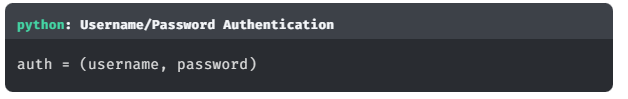 python: Username/Password Authentication
auth = (username, password)